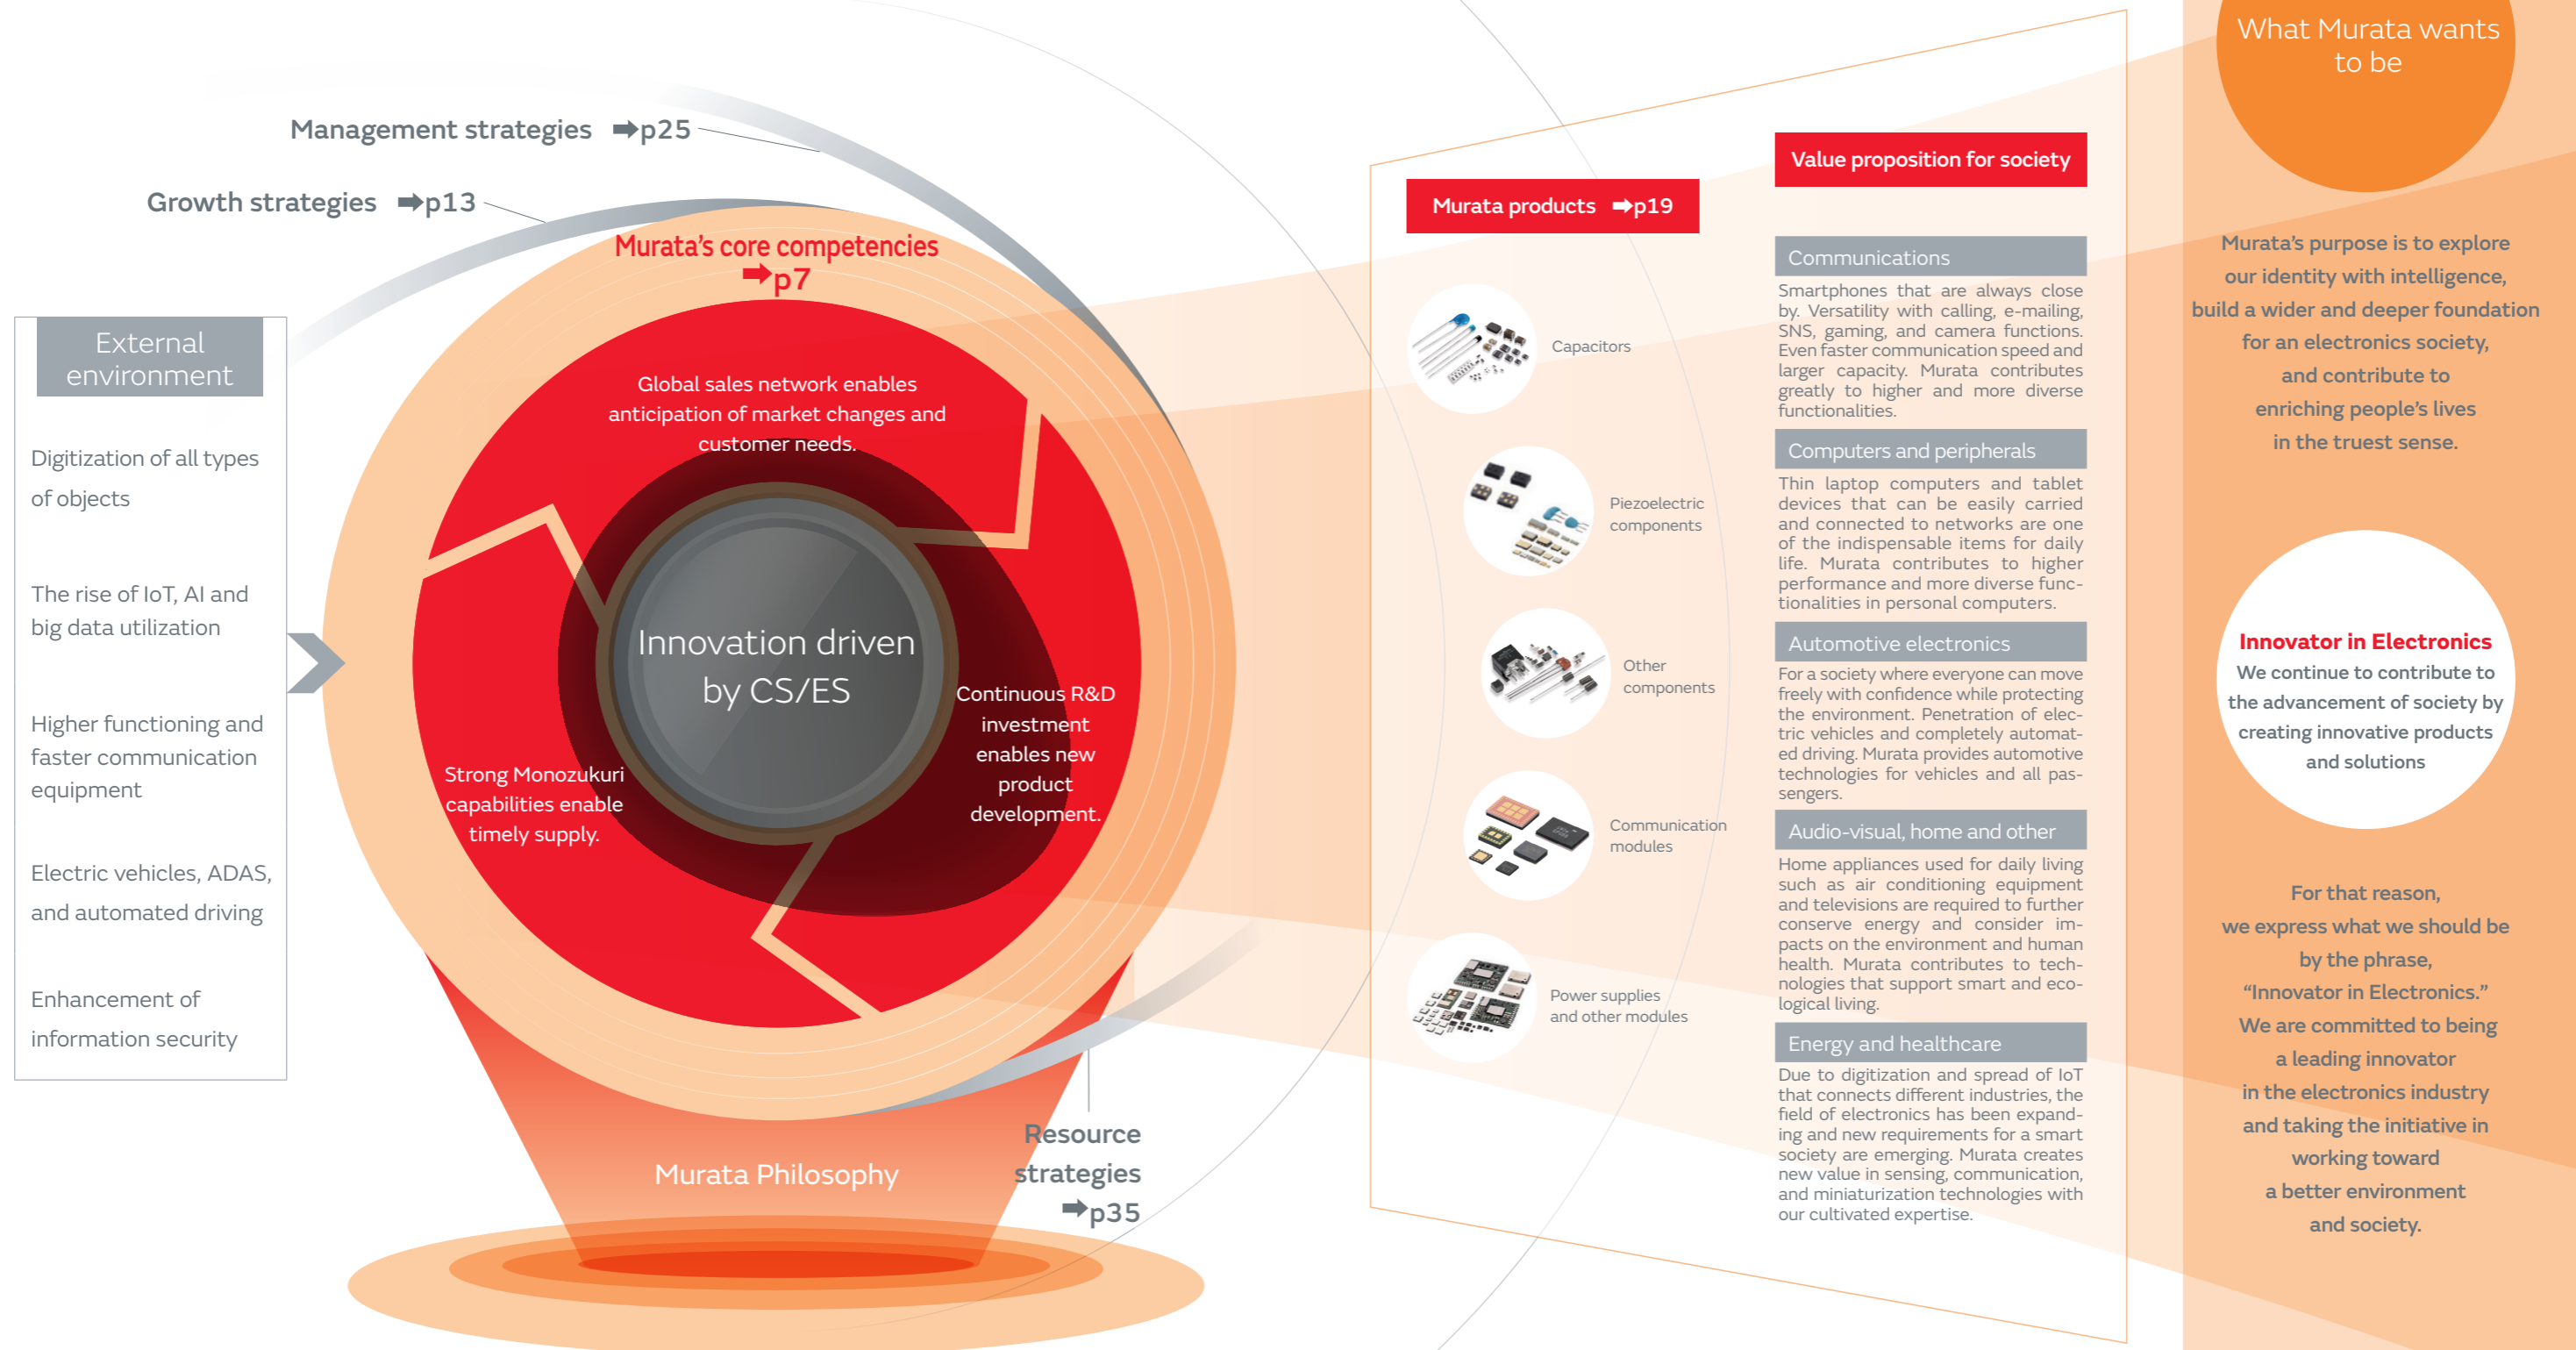 Management strategies ➡p25
Growth strategies ➡p13
External
environment
Digitization of all types
of objects
The rise of IoT, AI and
big data utilization
Higher functioning and
faster communication
equipment
Electric vehicles, ADAS,
and automated driving
Enhancement of
information security
Murata's core competencies
➡p7
Global sales network enables
anticipation of market changes and
customer needs.
Innovation driven
by CS/ES
Continuous R&D
investment
enables new
product
development.
Strong Monozukuri
capabilities enable
timely supply.
Murata Philosophy
Resource
strategies
➡p35
Murata products ➡p19
Capacitors
Piezoelectric
components
Other
components
Communication
modules
Power supplies
and other modules
Value proposition for society
Communications
Smartphones that are always close
by. Versatility with calling, e-mailing,
SNS, gaming, and camera functions.
Even faster communication speed and
larger capacity. Murata contributes
greatly to higher and more diverse
functionalities.
Computers and peripherals
Thin laptop computers and tablet
devices that can be easily carried
and connected to networks are one
of the indispensable items for daily
life. Murata contributes to higher
performance and more diverse func-
tionalities in personal computers.
Automotive electronics
For a society where everyone can move
freely with confidence while protecting
the environment. Penetration of elec-
tric vehicles and completely automat-
ed driving. Murata provides automotive
technologies for vehicles and all pas-
sengers.
Audio-visual, home and other
Home appliances used for daily living
such as air conditioning equipment
and televisions are required to further
conserve energy and consider im-
pacts on the environment and human
health. Murata contributes to tech-
nologies that support smart and eco-
logical living.
Energy and healthcare
Due to digitization and spread of IoT
that connects different industries, the
field of electronics has been expand-
ing and new requirements for a smart
society are emerging. Murata creates
new value in sensing, communication,
and miniaturization technologies with
our cultivated expertise.
What Murata wants
to be
Murata's purpose is to explore
our identity with intelligence,
build a wider and deeper foundation
for an electronics society,
and contribute to
enriching people's lives
in the truest sense.
Innovator in Electronics
We continue to contribute to
the advancement of society by
creating innovative products
and solutions
For that reason,
we express what we should be
by the phrase,
“Innovator in Electronics.”
We are committed to being
a leading innovator
in the electronics industry
and taking the initiative in
working toward
a better environment
and society.